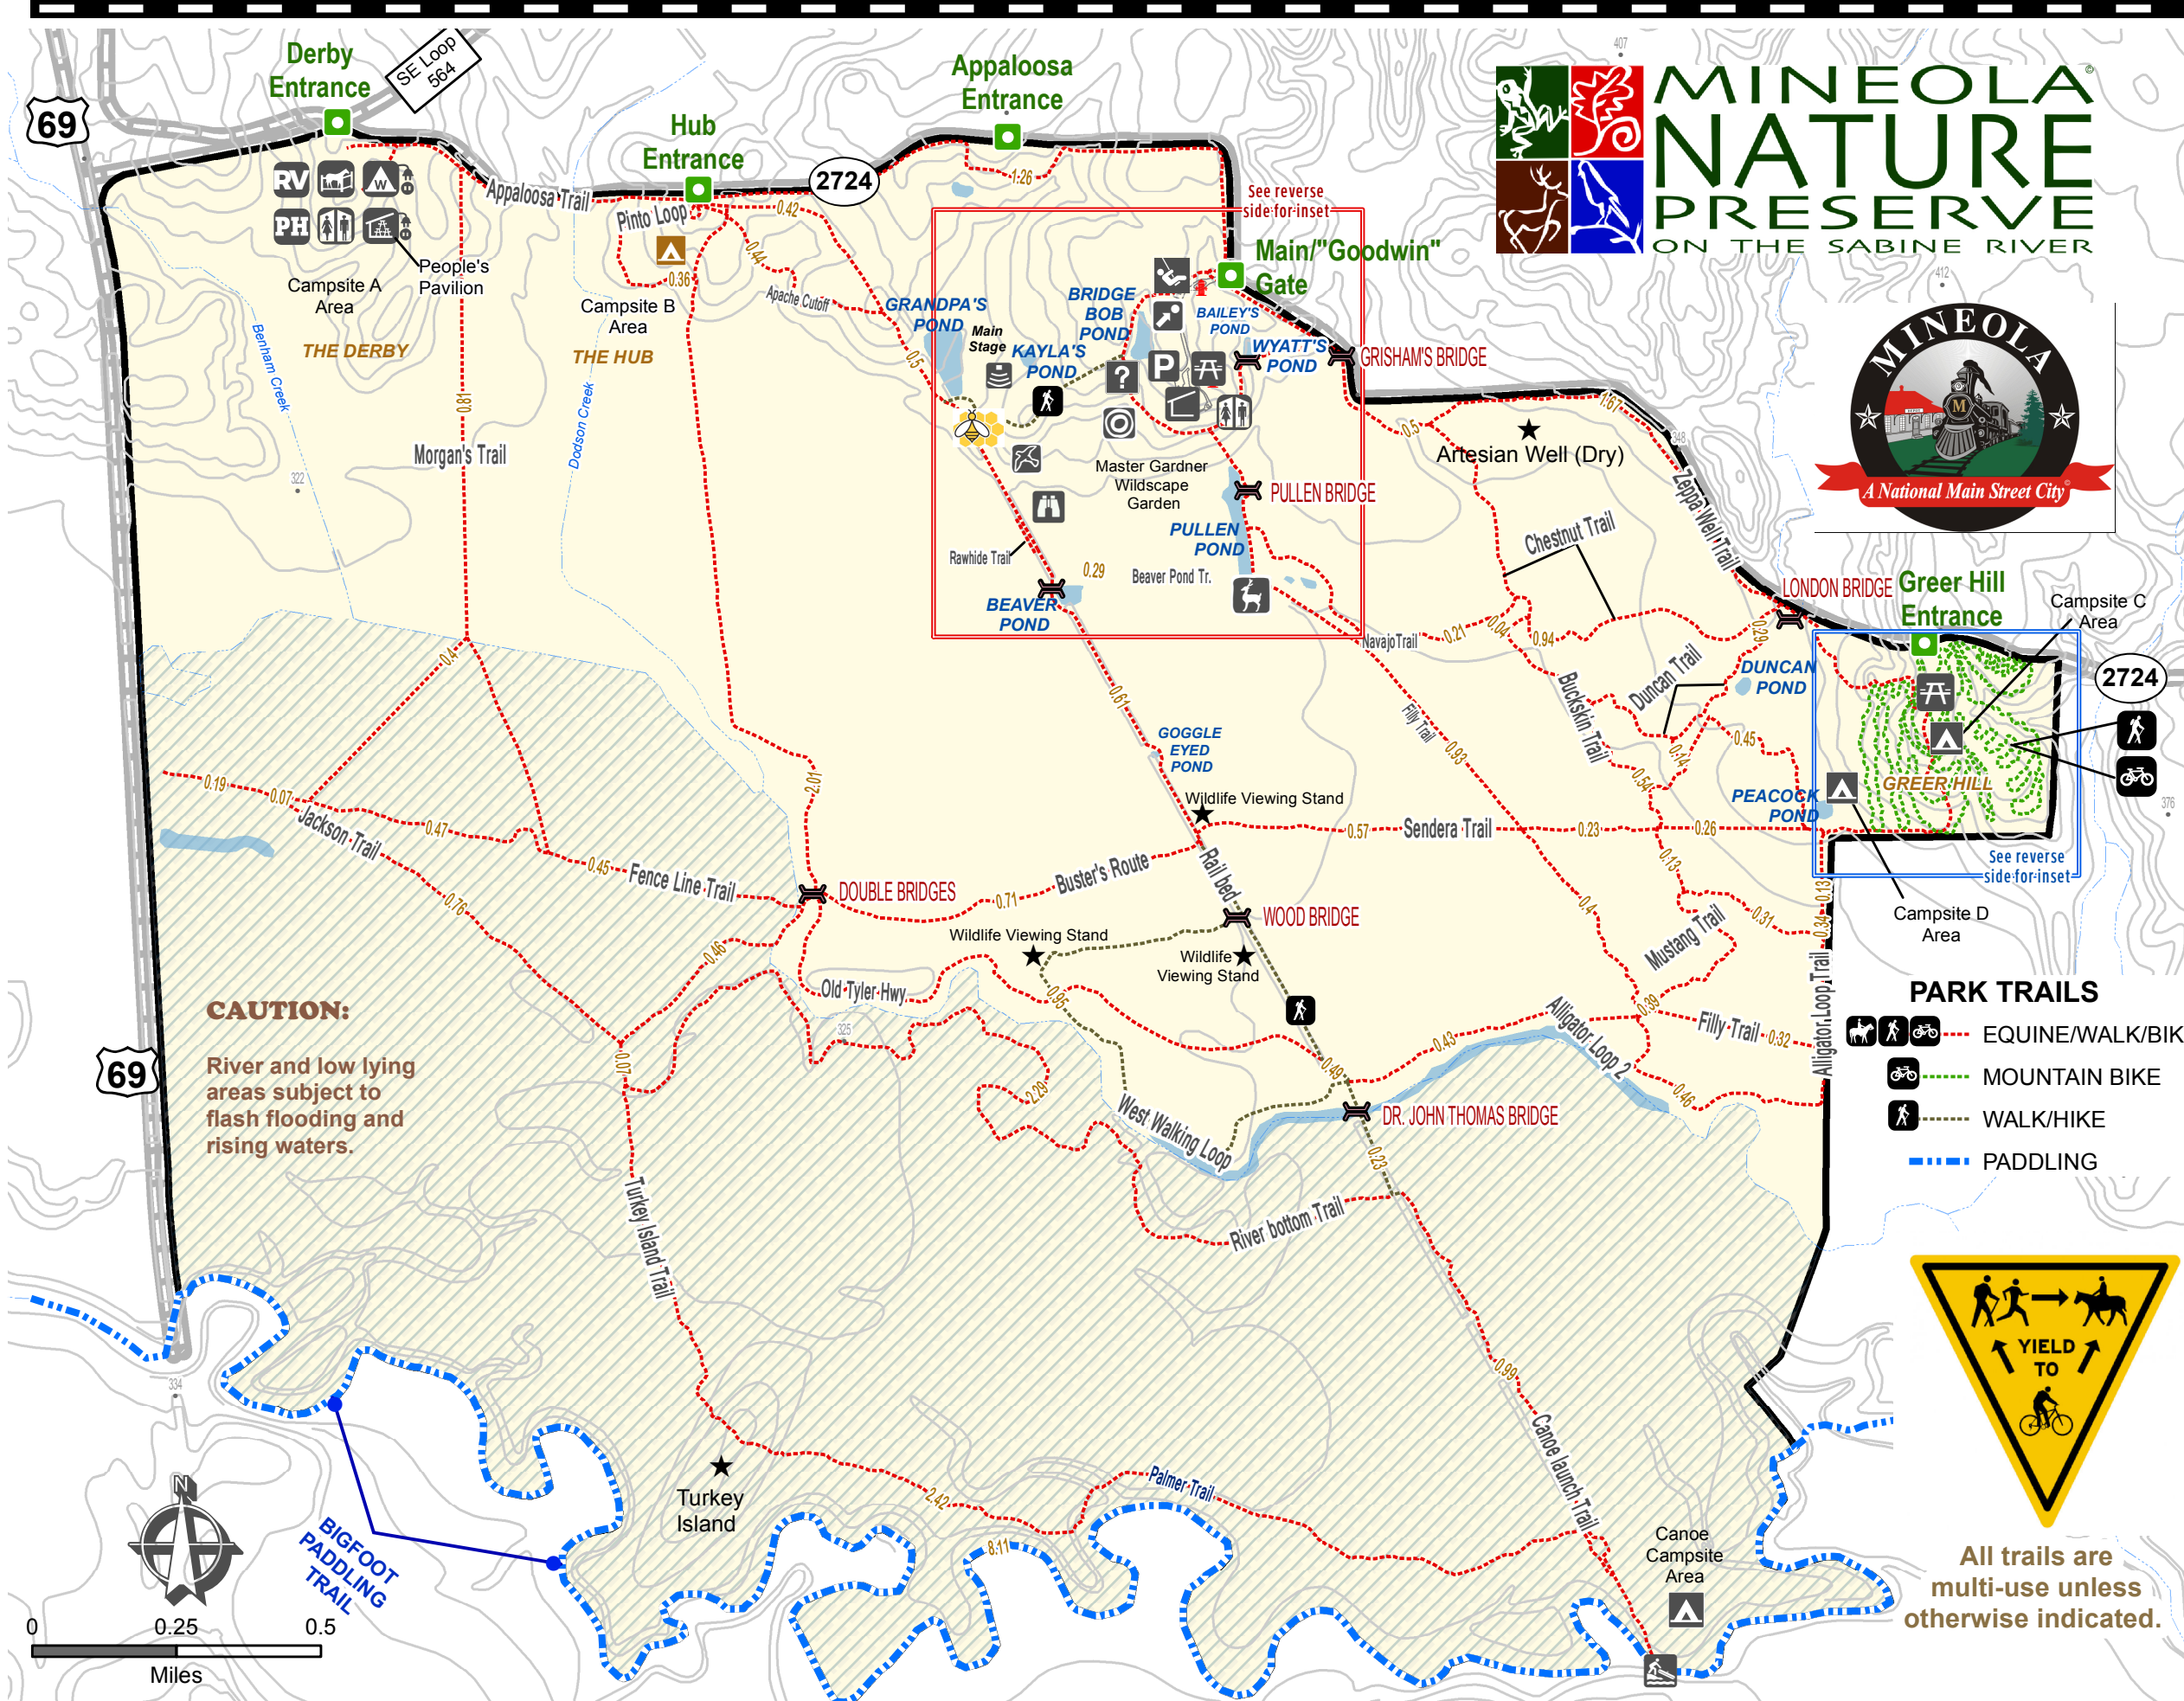 Derby
Entrance
SE Loop
564
69
Hub
Entrance
Appaloosa
Entrance
2724
407
MINEOLA©
NATURE
PRESERVE
ON THE SABINE RIVER
See reverse
side for inset
Main/"Goodwin"
Gate
412
RV
W
PH
People's
Pavilion
Campsite A
Area
THE DERBY
Appaloosa Trail
Pinto Loop
0.42
1.26
0.44
0.36
Campsite B
Area
THE HUB
Apache Cutoff
GRANDPA'S
POND
Main
Stage
KAYLA'S
POND
BRIDGE
BOB
POND
BAILEY'S
POND
WYATT'S
POND
GRISHAM'S BRIDGE
P
?
0.5
0.5
1.67
Artesian Well (Dry)
348
Zeppa Well Trail
MINEOLA
M
A National Main Street City©
Benham Creek
Dodson Creek
0.81
Morgan's Trail
322
Master Gardner
Wildscape
Garden
PULLEN BRIDGE
PULLEN
POND
Rawhide Trail
0.29
Beaver Pond Tr.
BEAVER
POND
Chestnut Trail
LONDON BRIDGE
Greer Hill
Entrance
Campsite C
Area
Navajo Trail
0.21
0.04
0.94
0.29
Duncan Trail
DUNCAN
POND
2724
Buckskin Trail
0.4
0.61
Filly Trail
0.93
0.14
0.45
0.54
GOGGLE
EYED
POND
PEACOCK
POND
GREER HILL
376
0.19
0.07
0.47
2.01
Wildlife Viewing Stand
0.57
Sendera Trail
0.23
0.26
Jackson Trail
0.45
Fence Line Trail
DOUBLE BRIDGES
0.71
Buster's Route
Rail bed
0.13
0.13
See reverse
side for inset
0.76
0.4
0.31
0.34
WOOD BRIDGE
Campsite D
Area
Wildlife Viewing Stand
Wildlife
Viewing Stand
0.46
Mustang Trail
Old Tyler Hwy
0.95
325
0.39
Filly Trail
0.32
Alligator Loop Trail
CAUTION:
River and low lying
areas subject to
flash flooding and
rising waters.
69
0.07
2.29
0.49
0.43
Alligator Loop 2
0.46
PARK TRAILS
EQUINE/WALK/BIK
MOUNTAIN BIKE
WALK/HIKE
PADDLING
West Walking Loop
DR. JOHN THOMAS BRIDGE
0.23
River bottom Trail
Turkey Island Trail
0.99
Canoe launch Trail
YIELD
TO
334
Turkey
Island
2.42
Palmer Trail
8.11
Canoe
Campsite
Area
All trails are
multi-use unless
otherwise indicated.
N
BIGFOOT
PADDLING
TRAIL
0 0.25 0.5
Miles